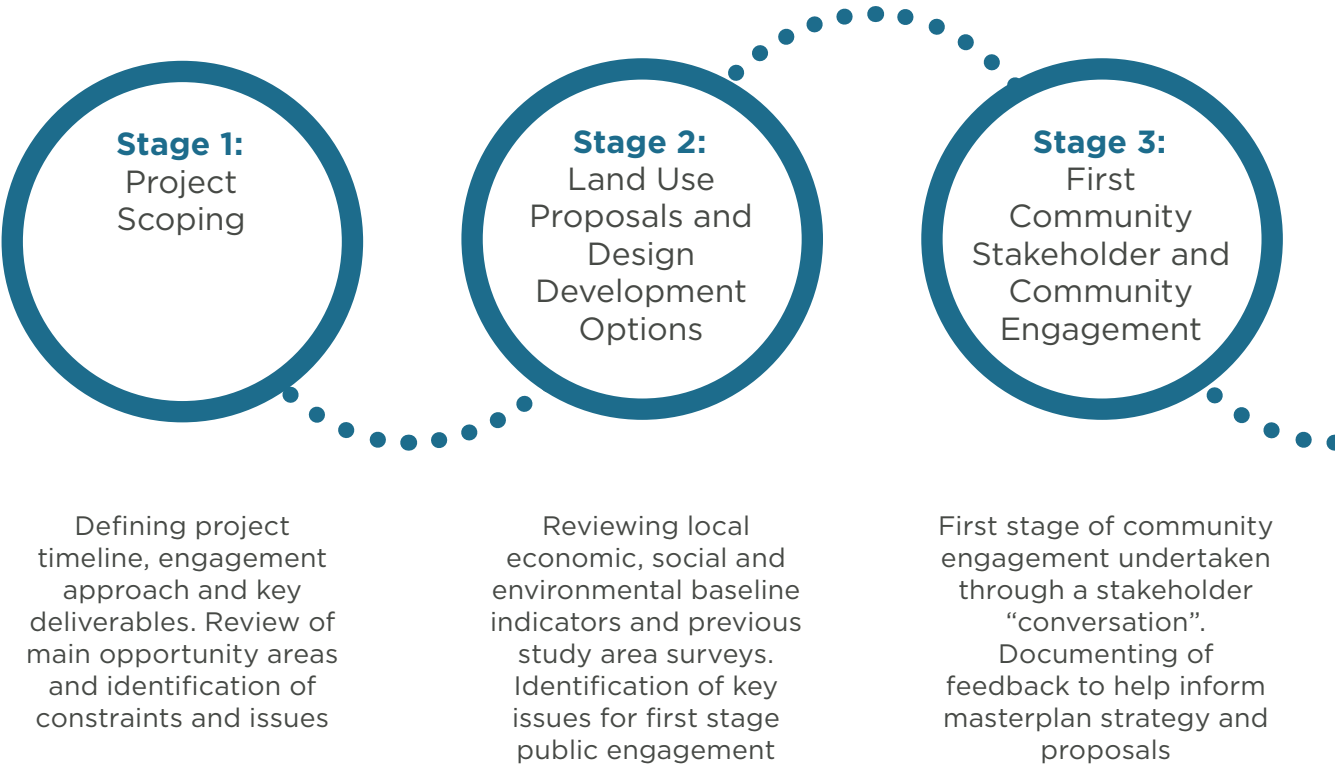 Stage 1:
Project
Scoping
Stage 2:
Land Use
Proposals and
Design
Development
Options
Stage 3:
First
Community
Stakeholder and
Community
Engagement
Defining project
timeline, engagement
approach and key
deliverables. Review of
main opportunity areas
and identification of
constraints and issues
Reviewing local
economic, social and
environmental baseline
indicators and previous
study area surveys.
Identification of key
issues for first stage
public engagement
First stage of community
engagement undertaken
through a stakeholder
“conversation”.
Documenting of
feedback to help inform
masterplan strategy and
proposals